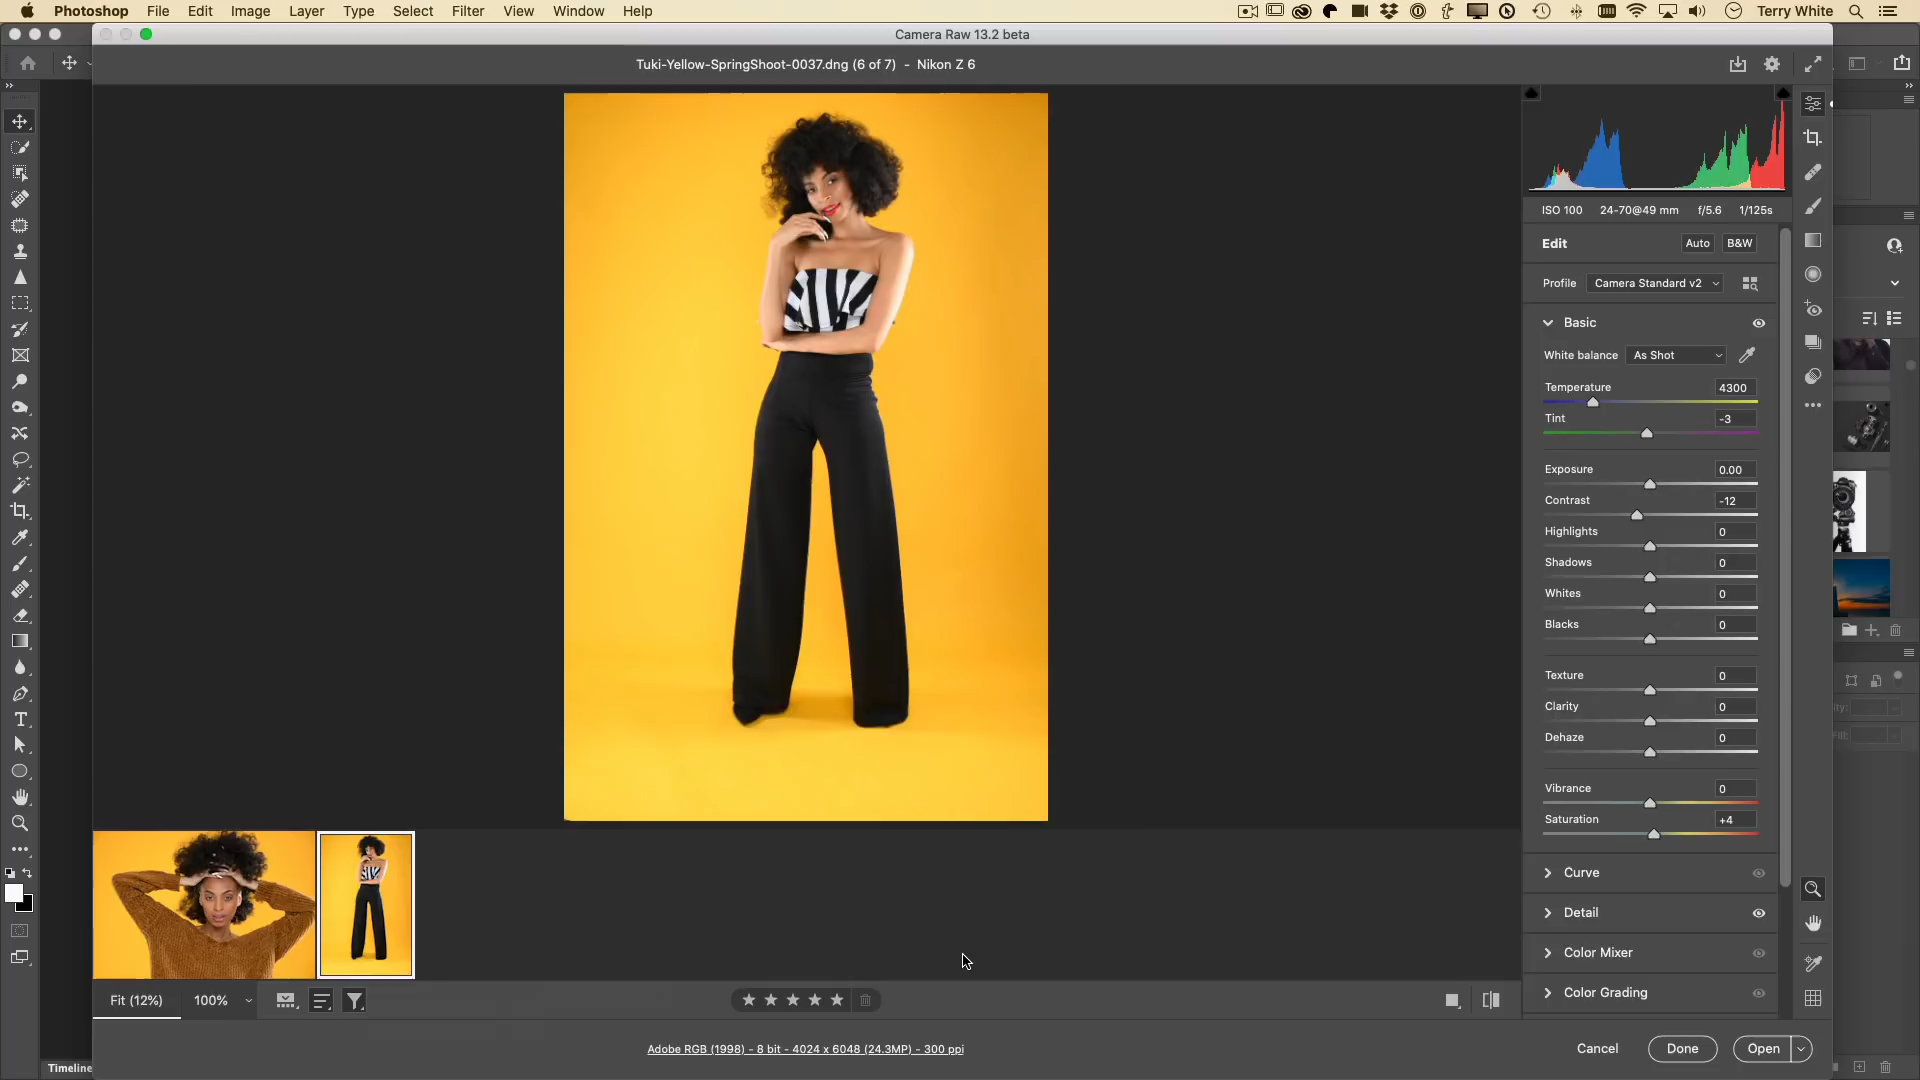 Photoshop File Edit Image Layer Type Select Filter View Window Help Terry White
Camera Raw 13.2 beta
Tuki-Yellow-SpringShoot-0037.dng (6 of 7) - Nikon Z 6
ISO 100 24-70@49 mm f/5.6 1/125s
Edit Auto B&W
Profile Camera Standard v2
Basic
White balance As Shot
Temperature 4300
Tint -3
Exposure 0.00
Contrast -12
Highlights 0
Shadows 0
Whites 0
Blacks 0
Texture 0
Clarity 0
Dehaze 0
Vibrance 0
Saturation +4
Curve
Detail
Color Mixer
Color Grading
Fit (12%) 100%
Adobe RGB (1998) - 8 bit - 4024 x 6048 (24.3MP) - 300 ppi
Cancel Done Open
Timeline